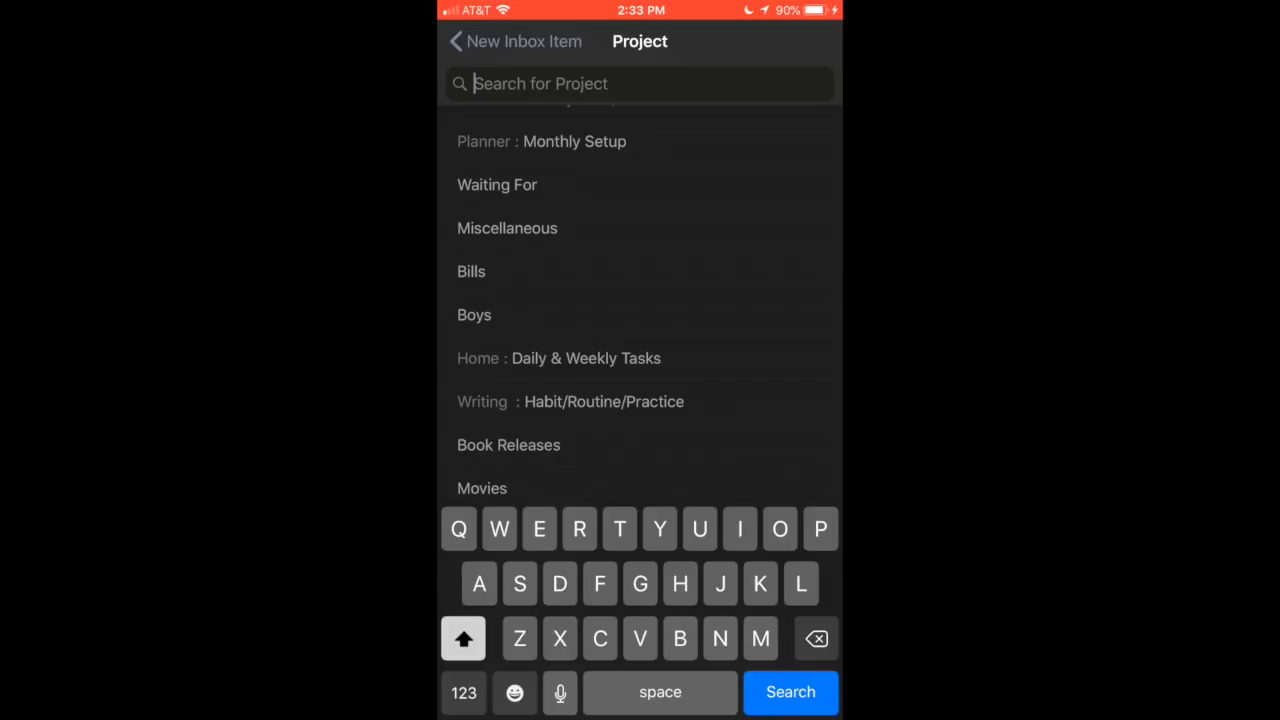 AT&T 2:33 PM 90%
New Inbox Item Project
Search for Project
Planner : Monthly Setup
Waiting For
Miscellaneous
Bills
Boys
Home : Daily & Weekly Tasks
Writing : Habit/Routine/Practice
Book Releases
Movies
Q W E R T Y U I O P
A S D F G H J K L
Z X C V B N M
123 space Search